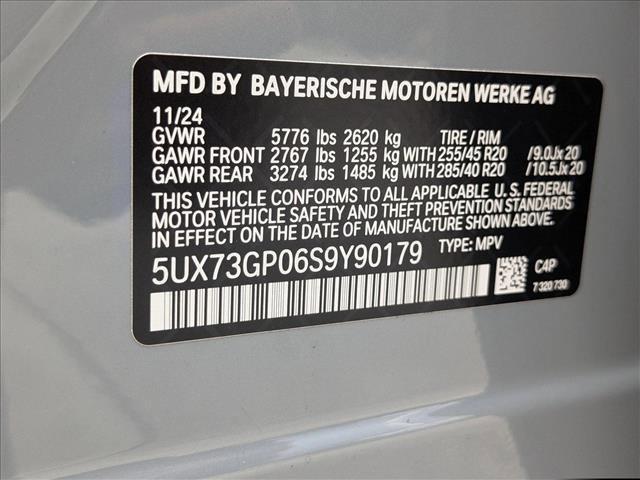 MFD BY BAYERISCHE MOTOREN WERKE AG
11/24
GVWR 5776 lbs 2620 kg TIRE / RIM
GAWR FRONT 2767 lbs 1255 kg WITH 255/45 R20 /9.0Jx20
GAWR REAR 3274 lbs 1485 kg WITH 285/40 R20 /10.5Jx20
THIS VEHICLE CONFORMS TO ALL APPLICABLE U. S. FEDERAL
MOTOR VEHICLE SAFETY AND THEFT PREVENTION STANDARDS
IN EFFECT ON THE DATE OF MANUFACTURE SHOWN ABOVE.
5UX73GP06S9Y90179 TYPE: MPV
C4P
7 320 730